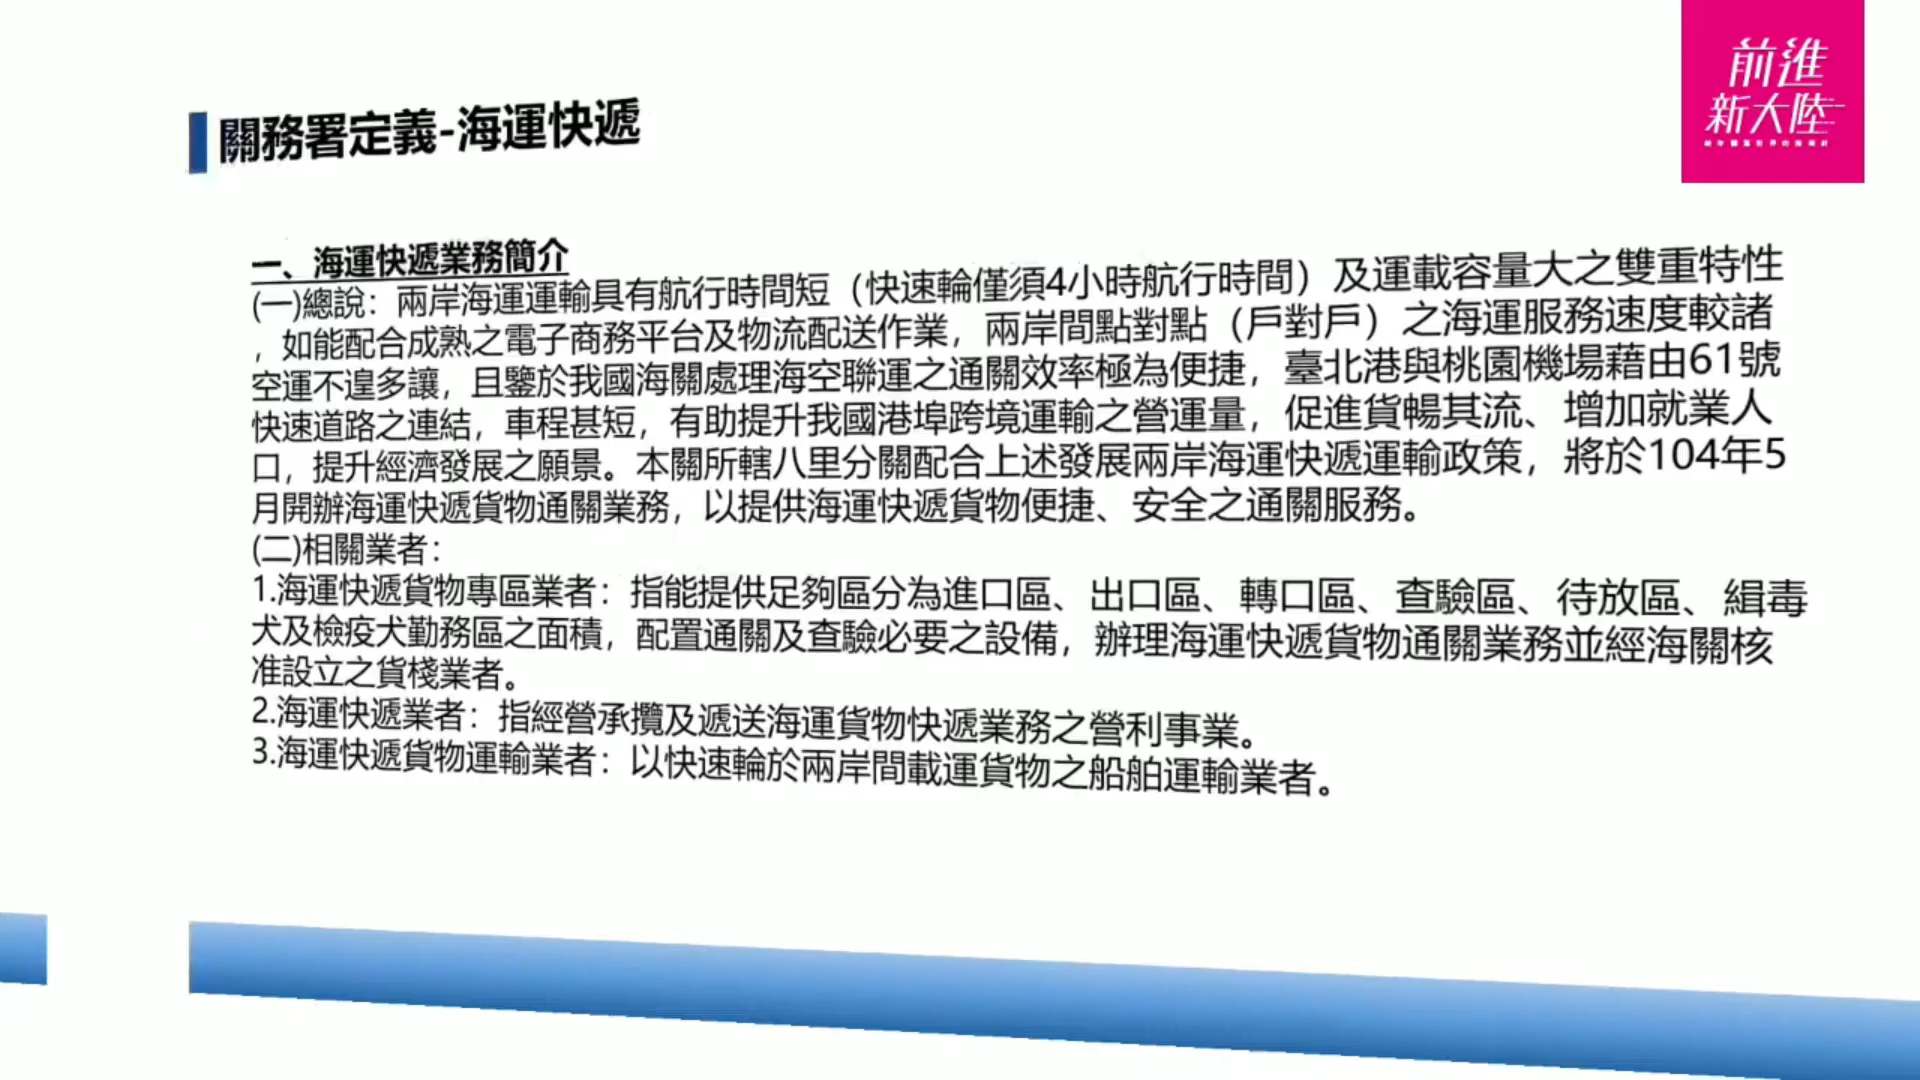 前進
新大陸
關務署定義-海運快遞
一、海運快遞業務簡介
(一)總說：兩岸海運運輸具有航行時間短（快速輪僅須4小時航行時間）及運載容量大之雙重特性
，如能配合成熟之電子商務平台及物流配送作業，兩岸間點對點（戶對戶）之海運服務速度較諸
空運不遑多讓，且鑒於我國海關處理海空聯運之通關效率極為便捷，臺北港與桃園機場藉由61號
快速道路之連結，車程甚短，有助提升我國港埠跨境運輸之營運量，促進貨暢其流、增加就業人
口，提升經濟發展之願景。本關所轄八里分關配合上述發展兩岸海運快遞運輸政策，將於104年5
月開辦海運快遞貨物通關業務，以提供海運快遞貨物便捷、安全之通關服務。
(二)相關業者：
1.海運快遞貨物專區業者：指能提供足夠區分為進口區、出口區、轉口區、查驗區、待放區、緝毒
犬及檢疫犬勤務區之面積，配置通關及查驗必要之設備，辦理海運快遞貨物通關業務並經海關核
准設立之貨棧業者。
2.海運快遞業者：指經營承攬及遞送海運貨物快遞業務之營利事業。
3.海運快遞貨物運輸業者：以快速輪於兩岸間載運貨物之船舶運輸業者。